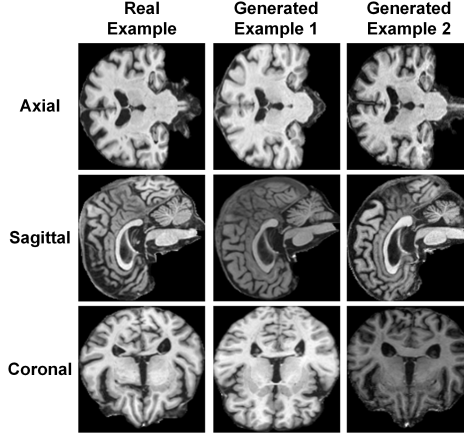 Real Example
Generated Example 1
Generated Example 2
Axial
Sagittal
Coronal